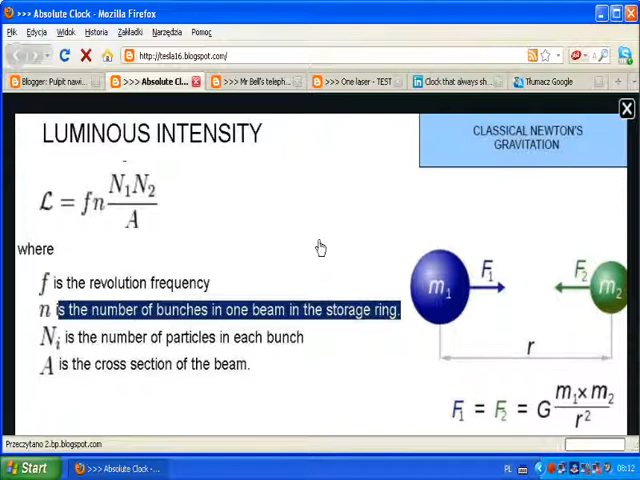 >>> Absolute Clock - Mozilla Firefox
Plik Edycja Widok Historia Zakładki Narzędzia Pomoc
http://tesla16.blogspot.com/
Blogger: Pulpit nawi... >>> Absolute Cl... >>> Mr Bell's teleph... >>> One laser - TEST Clock that always sh... Tłumacz Google
LUMINOUS INTENSITY
CLASSICAL NEWTON'S
GRAVITATION
ℒ = fn N₁N₂ / A
where
f is the revolution frequency
n is the number of bunches in one beam in the storage ring.
Nᵢ is the number of particles in each bunch
A is the cross section of the beam.
m₁ F₁ F₂ m₂
r
F₁ = F₂ = G m₁×m₂ / r²
Przeczytano 2.bp.blogspot.com
Start >>> Absolute Clock -... PL 08:12